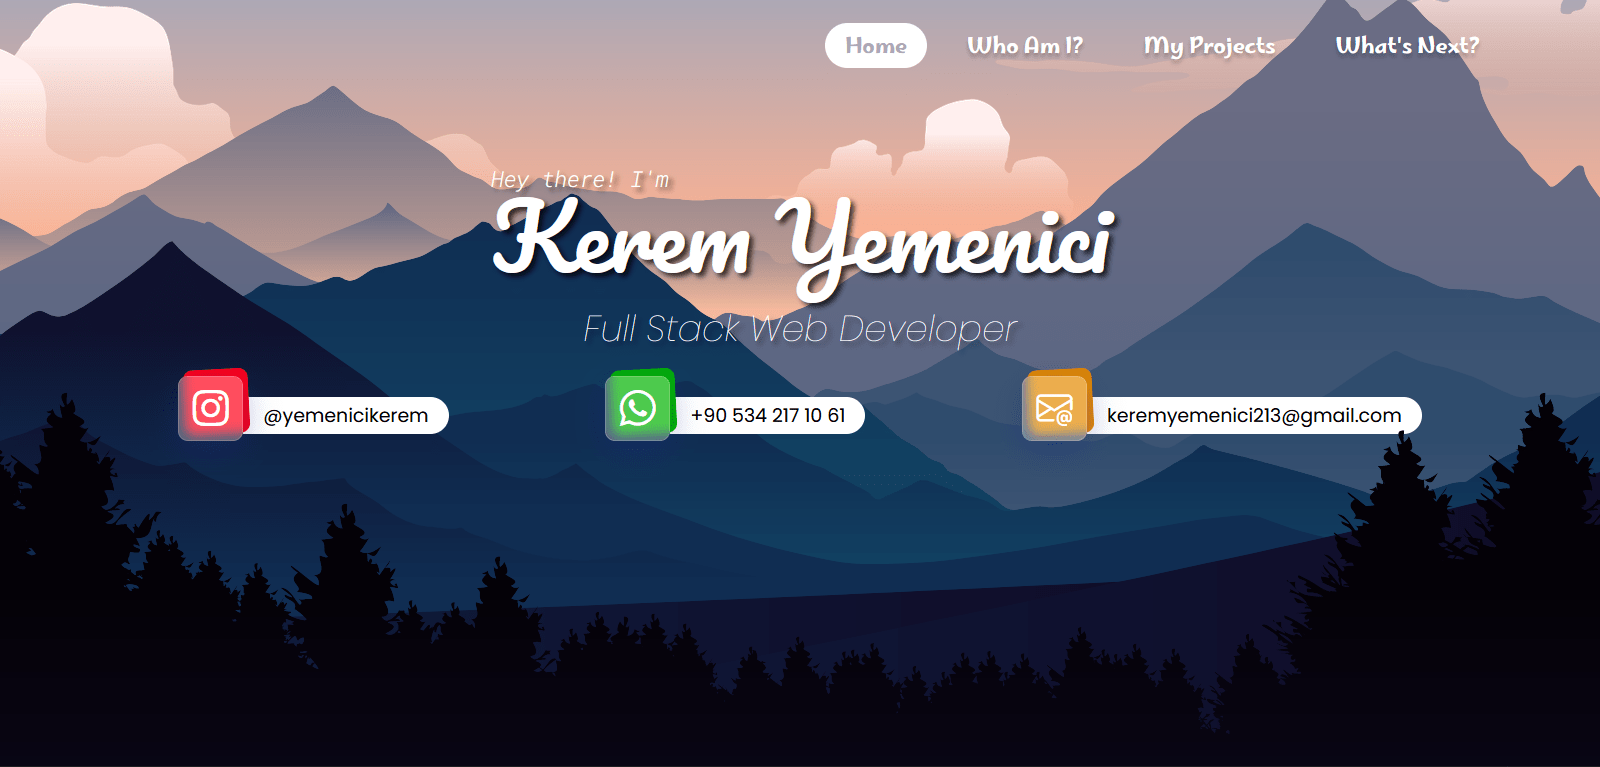 Home Who Am I? My Projects What's Next?
Hey there! I'm
Kerem Yemenici
Full Stack Web Developer
@yemenicikerem +90 534 217 10 61 keremyemenici213@gmail.com